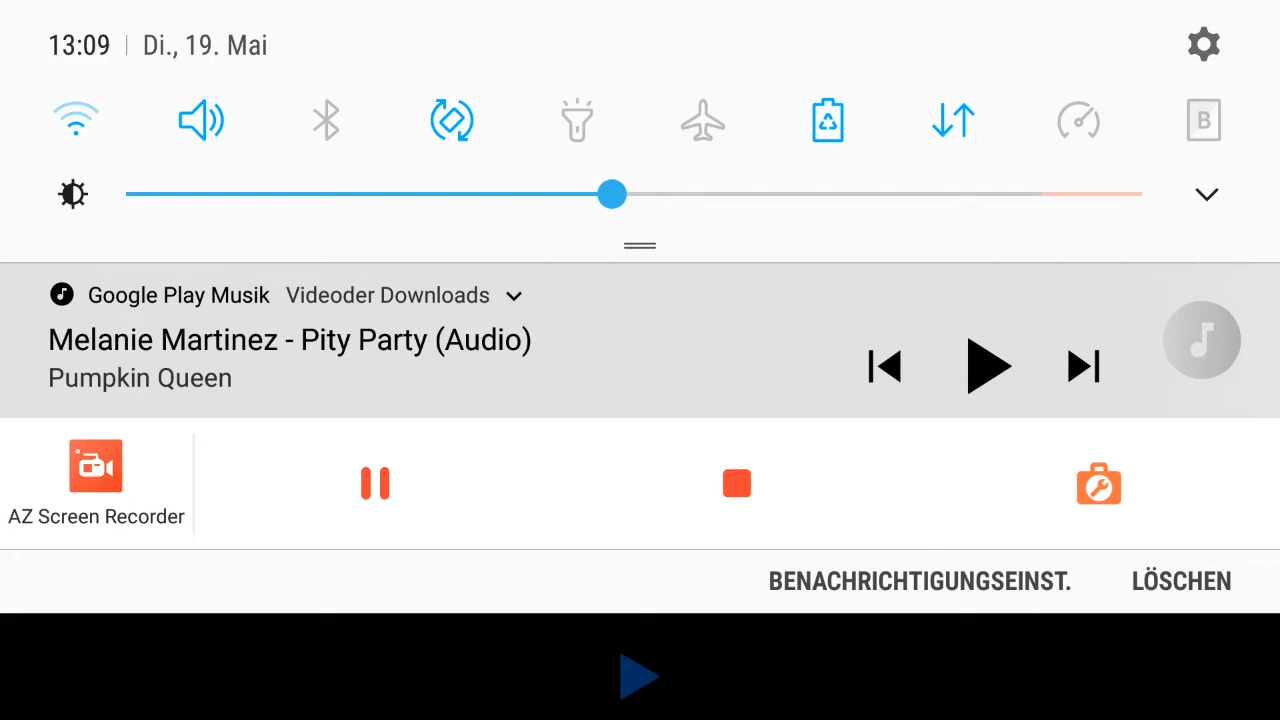 13:09 Di., 19. Mai
B
Google Play Musik Videoder Downloads
Melanie Martinez - Pity Party (Audio)
Pumpkin Queen
AZ Screen Recorder
BENACHRICHTIGUNGSEINST. LÖSCHEN